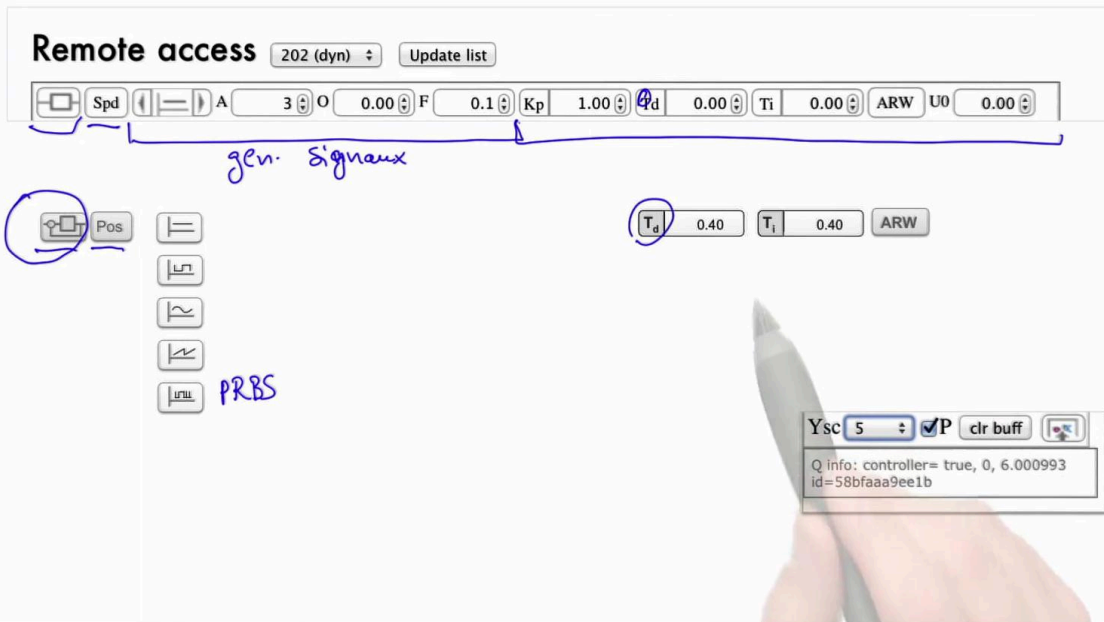 Remote access 202 (dyn) Update list
Spd A 3 O 0.00 F 0.1 Kp 1.00 Td 0.00 Ti 0.00 ARW U0 0.00
gen. signaux
Pos Td 0.40 Ti 0.40 ARW
PRBS
Ysc 5 P clr buff
Q info: controller= true, 0, 6.000993
id=58bfaaa9ee1b